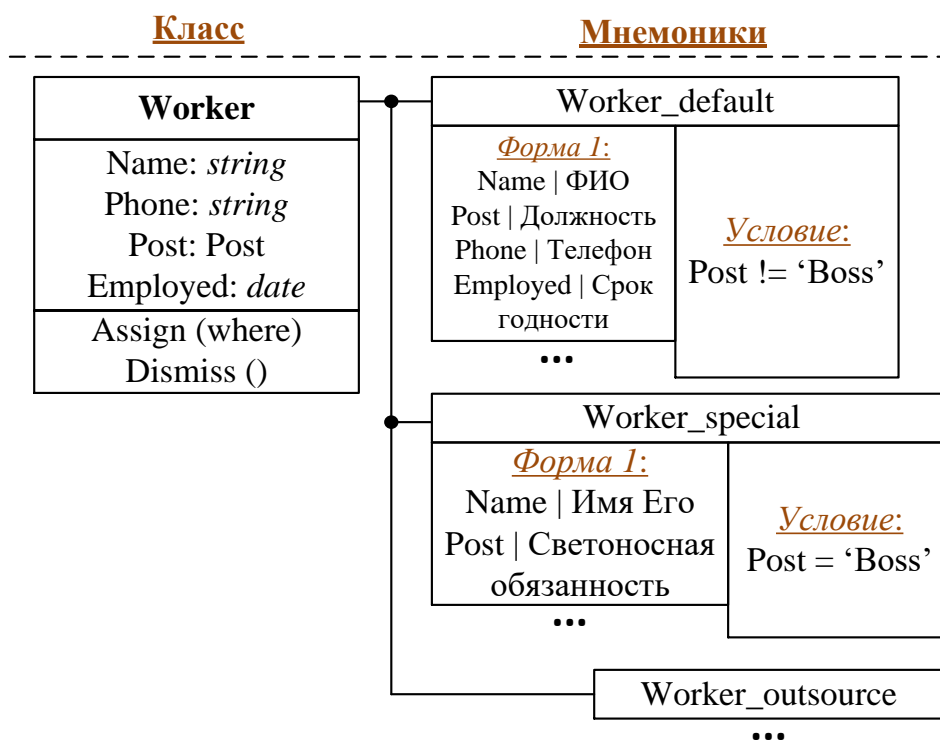 Класс
Мнемоники
Worker
Name: string
Phone: string
Post: Post
Employed: date
Assign (where)
Dismiss ()
Worker_default
Форма 1:
Name | ФИО
Post | Должность
Phone | Телефон
Employed | Срок
годности
...
Условие:
Post != ‘Boss’
Worker_special
Форма 1:
Name | Имя Его
Post | Светоносная
обязанность
...
Условие:
Post = ‘Boss’
Worker_outsource
...